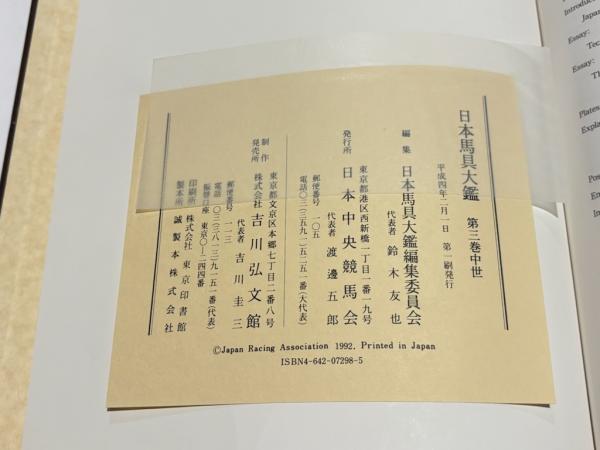 日本馬具大鑑 第三巻中世
平成四年二月一日 第一刷発行
編集 日本馬具大鑑編集委員会
代表者 鈴木友也
東京都港区西新橋一丁目一番一九号
発行所 日本中央競馬会
代表者 渡邊五郎
郵便番号 一〇五
電話〇三(三五九一)五二五一番(大代表)
東京都文京区本郷七丁目二番八号
制作
発売所 株式会社 吉川弘文館
代表者 吉川圭三
郵便番号 一一三
電話 〇三(三八一三)九一五一番(代表)
振替口座 東京〇―二四四番
印刷所 株式会社 東京印書館
製本所 誠製本株式会社
©Japan Racing Association 1992, Printed in Japan
ISBN4-642-07298-5
Introduc
Japa
Essay:
Tec
Essay:
Th
Plates
Expla